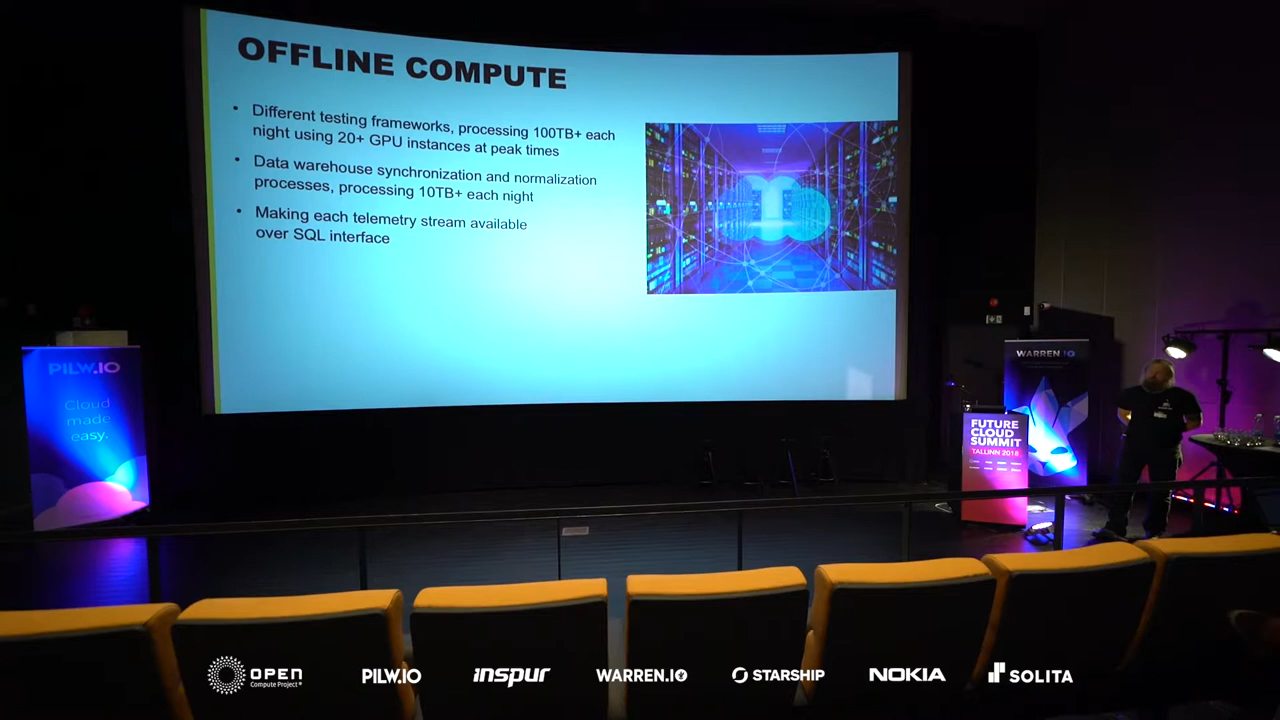 OFFLINE COMPUTE
• Different testing frameworks, processing 100TB+ each
night using 20+ GPU instances at peak times
• Data warehouse synchronization and normalization
processes, processing 10TB+ each night
• Making each telemetry stream available
over SQL interface
PILW.IO
Cloud
made
easy.
WARREN.IO
FUTURE
CLOUD
SUMMIT
TALLINN 2018
OPEN
Compute Project®
PILW.IO
inspur
WARREN.IO
STARSHIP
NOKIA
SOLITA